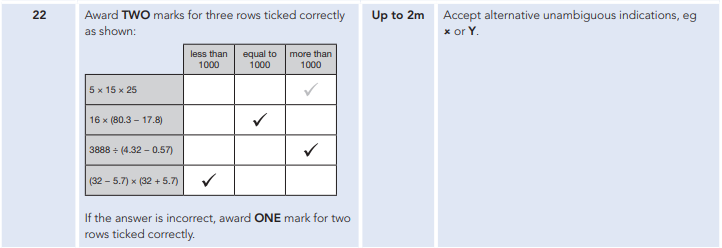 22
Award TWO marks for three rows ticked correctly
as shown:
less than
1000
equal to
1000
more than
1000
5 × 15 × 25 ✓
16 × (80.3 – 17.8) ✓
3888 ÷ (4.32 – 0.57) ✓
(32 – 5.7) × (32 + 5.7) ✓
If the answer is incorrect, award ONE mark for two
rows ticked correctly.
Up to 2m
Accept alternative unambiguous indications, eg
× or Y.